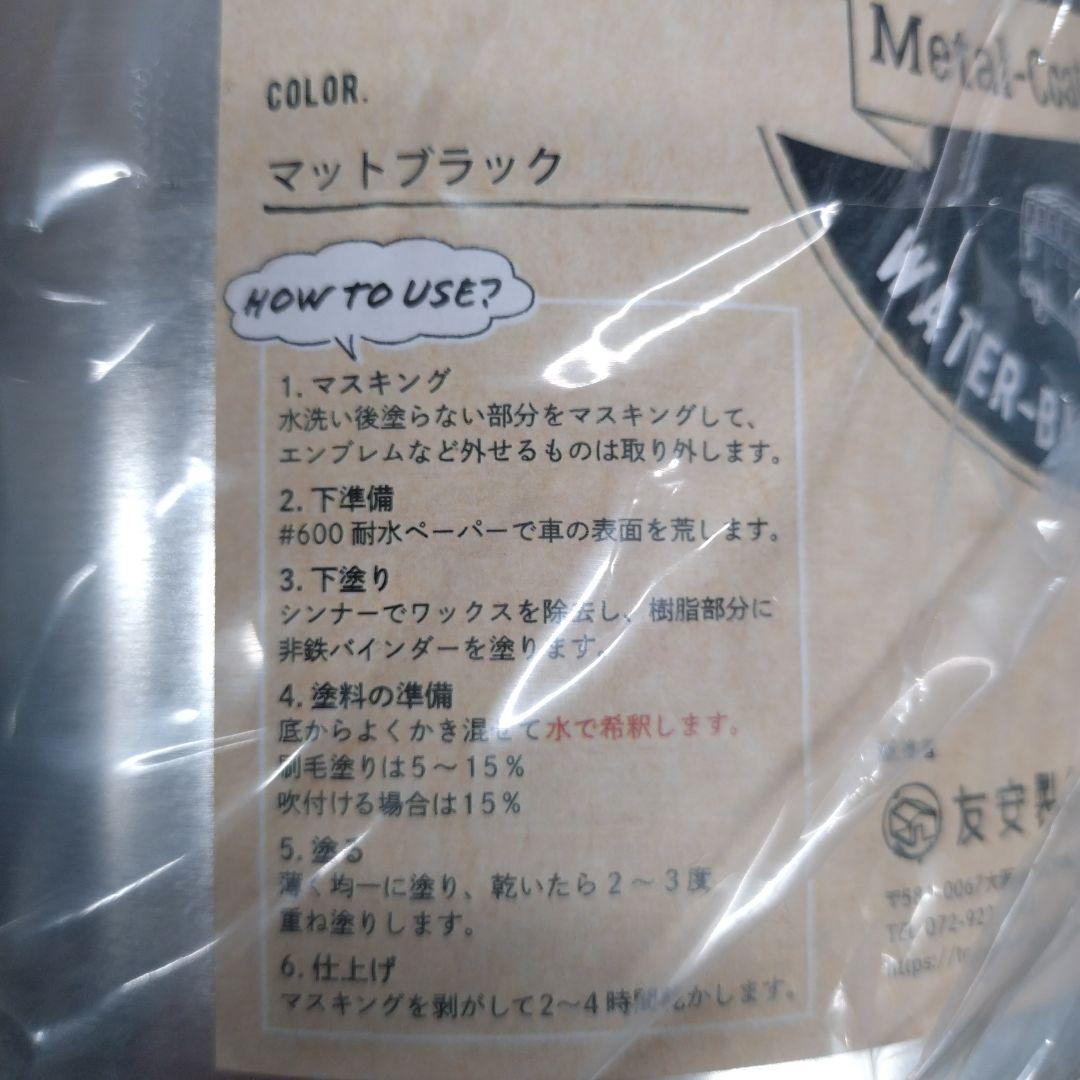 COLOR.
マットブラック
Metal-Coat
WATER-B
HOW TO USE?
1. マスキング
水洗い後塗らない部分をマスキングして、
エンブレムなど外せるものは取り外します。
2. 下準備
#600 耐水ペーパーで車の表面を荒します。
3. 下塗り
シンナーでワックスを除去し、樹脂部分に
非鉄バインダーを塗ります。
4. 塗料の準備
底からよくかき混ぜて水で希釈します。
刷毛塗りは5～15%
吹付ける場合は15%
5. 塗る
薄く均一に塗り、乾いたら2～3度
重ね塗りします。
6. 仕上げ
マスキングを剥がして2～4時間乾かします。
友安製
0067大
TEL 072-92
https://